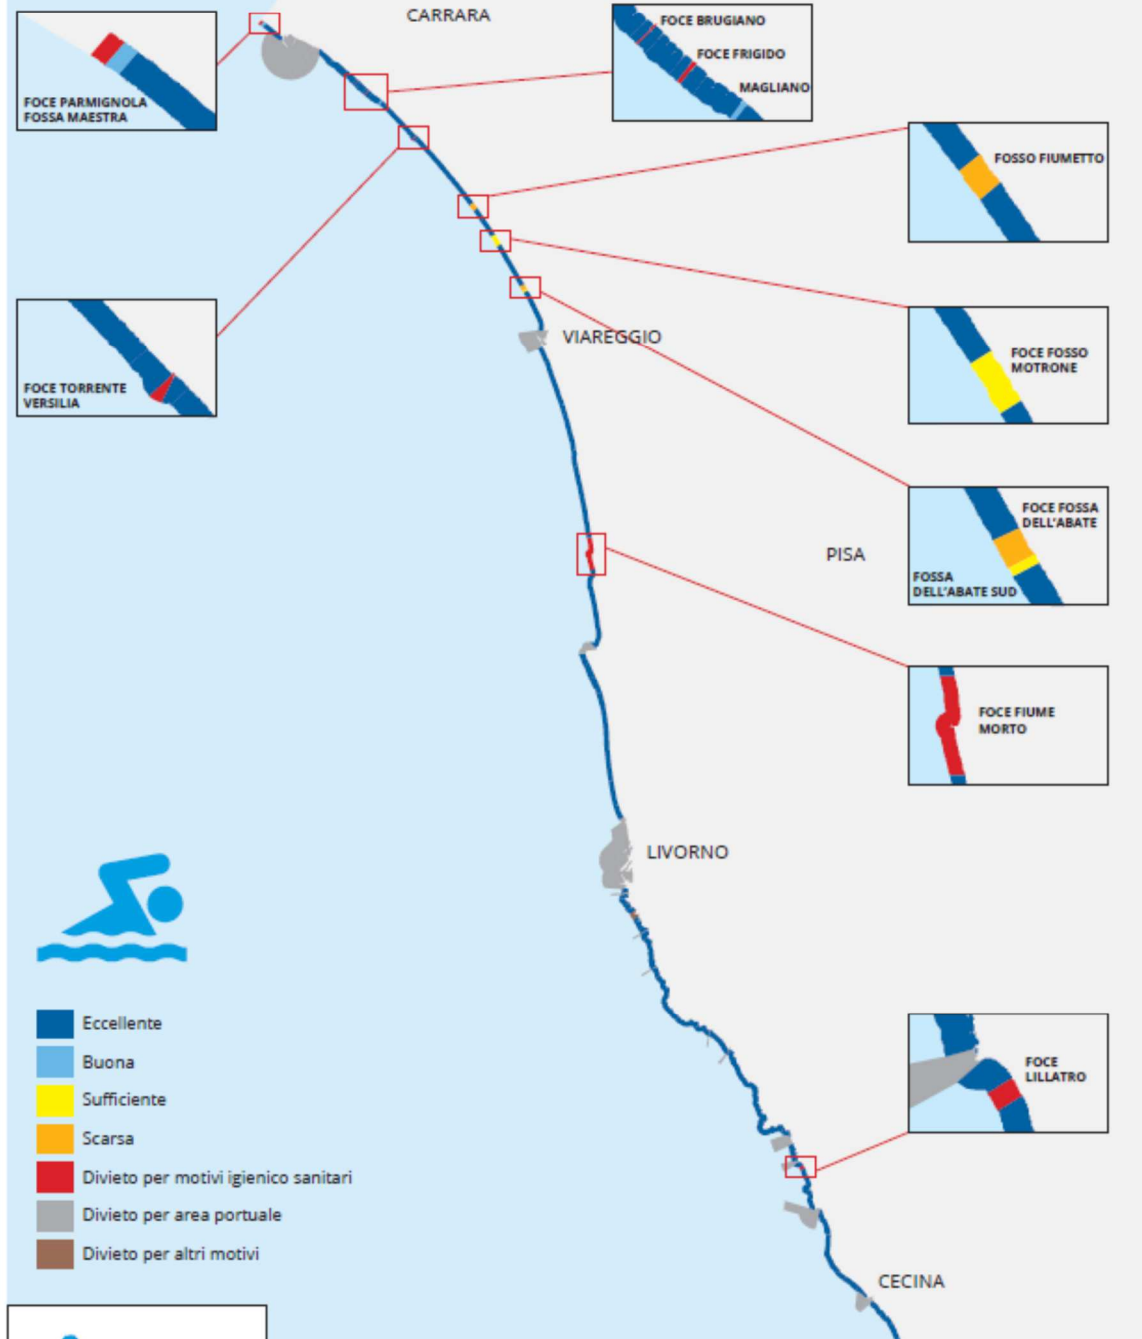 CARRARA
FOCE PARMIGNOLA
FOSSA MAESTRA
FOCE BRUGIANO
FOCE FRIGIDO
MAGLIANO
FOSSO FIUMETTO
FOCE TORRENTE
VERSILIA
VIAREGGIO
FOCE FOSSO
MOTRONE
FOCE FOSSA
DELL'ABATE
FOSSA
DELL'ABATE SUD
PISA
FOCE FIUME
MORTO
LIVORNO
Eccellente
Buona
Sufficiente
Scarsa
Divieto per motivi igienico sanitari
Divieto per area portuale
Divieto per altri motivi
FOCE
LILLATRO
CECINA